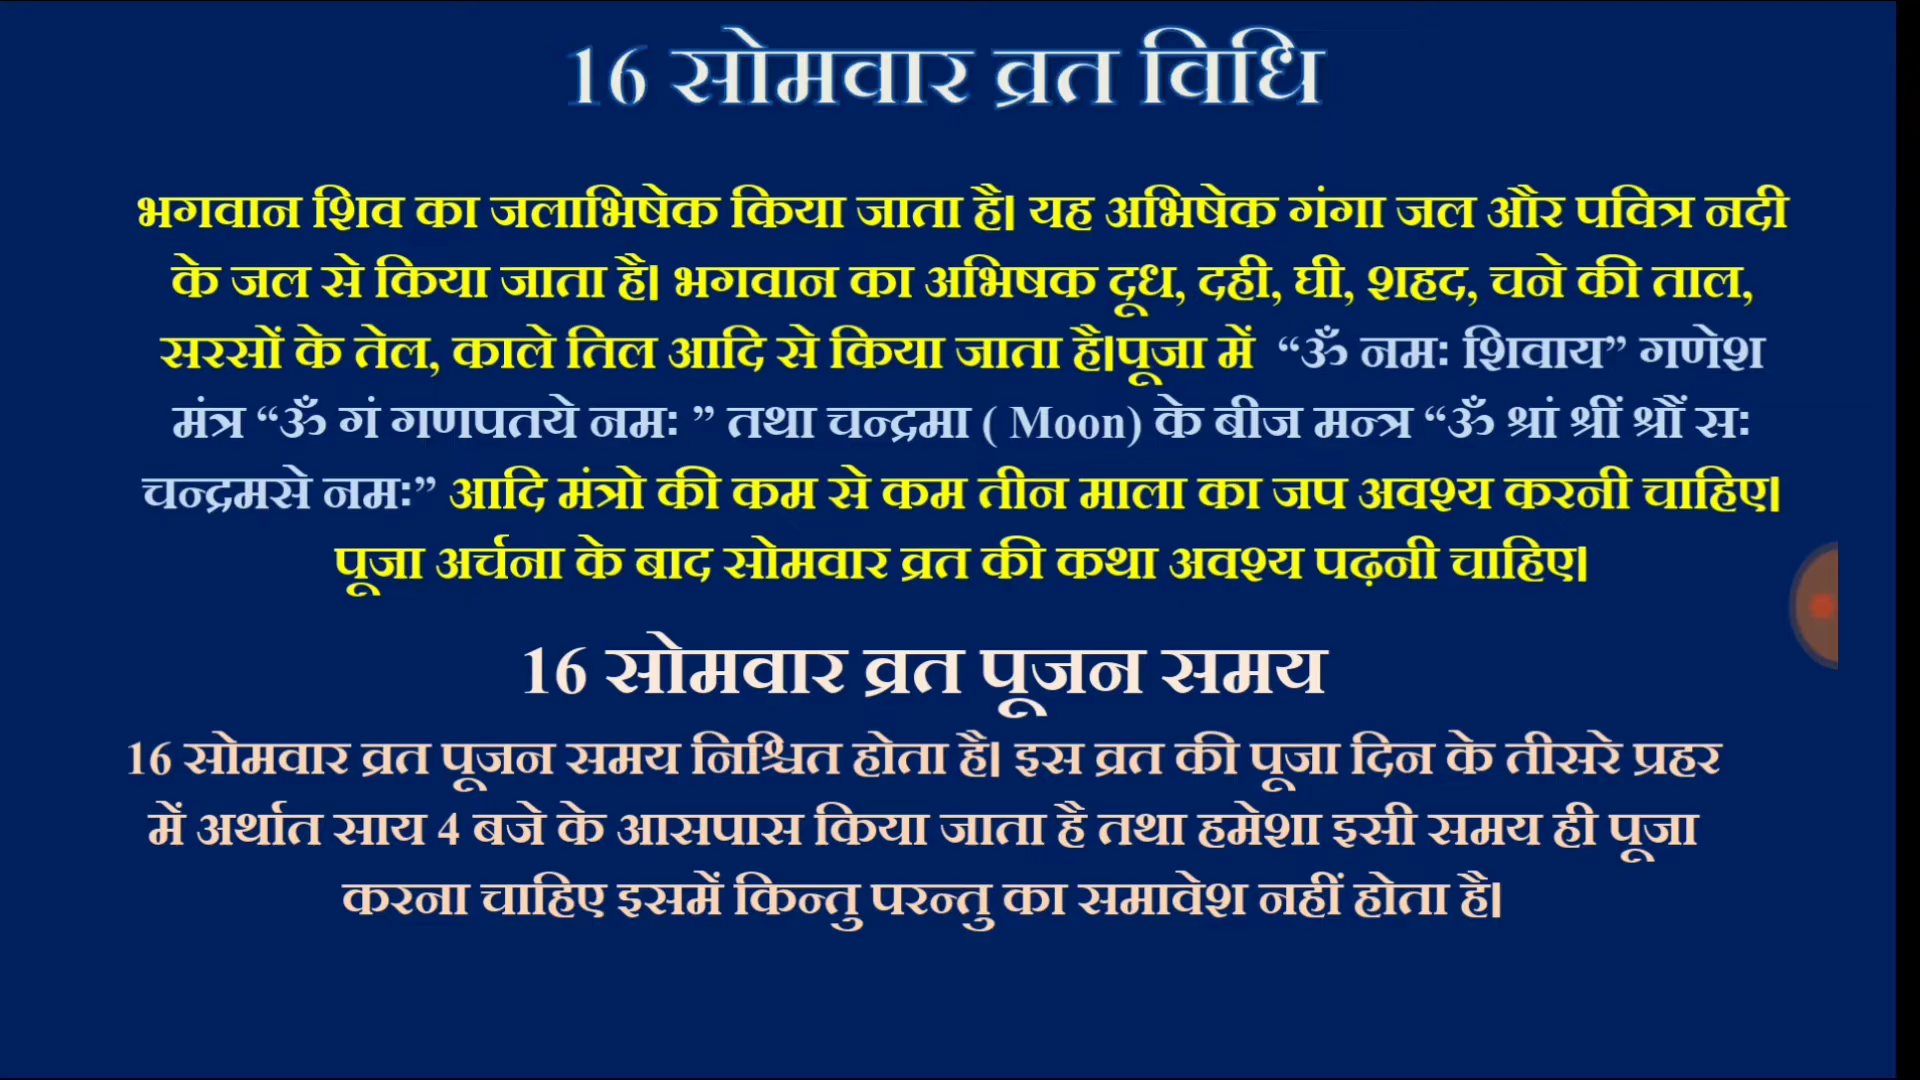 16 सोमवार व्रत विधि
भगवान शिव का जलाभिषेक किया जाता है। यह अभिषेक गंगा जल और पवित्र नदी
के जल से किया जाता है। भगवान का अभिषक दूध, दही, घी, शहद, चने की ताल,
सरसों के तेल, काले तिल आदि से किया जाता है।पूजा में “ॐ नमः शिवाय” गणेश
मंत्र “ॐ गं गणपतये नमः ” तथा चन्द्रमा ( Moon) के बीज मन्त्र “ॐ श्रां श्रीं श्रौं सः
चन्द्रमसे नमः” आदि मंत्रो की कम से कम तीन माला का जप अवश्य करनी चाहिए।
पूजा अर्चना के बाद सोमवार व्रत की कथा अवश्य पढ़नी चाहिए।
16 सोमवार व्रत पूजन समय
16 सोमवार व्रत पूजन समय निश्चित होता है। इस व्रत की पूजा दिन के तीसरे प्रहर
में अर्थात साय 4 बजे के आसपास किया जाता है तथा हमेशा इसी समय ही पूजा
करना चाहिए इसमें किन्तु परन्तु का समावेश नहीं होता है।